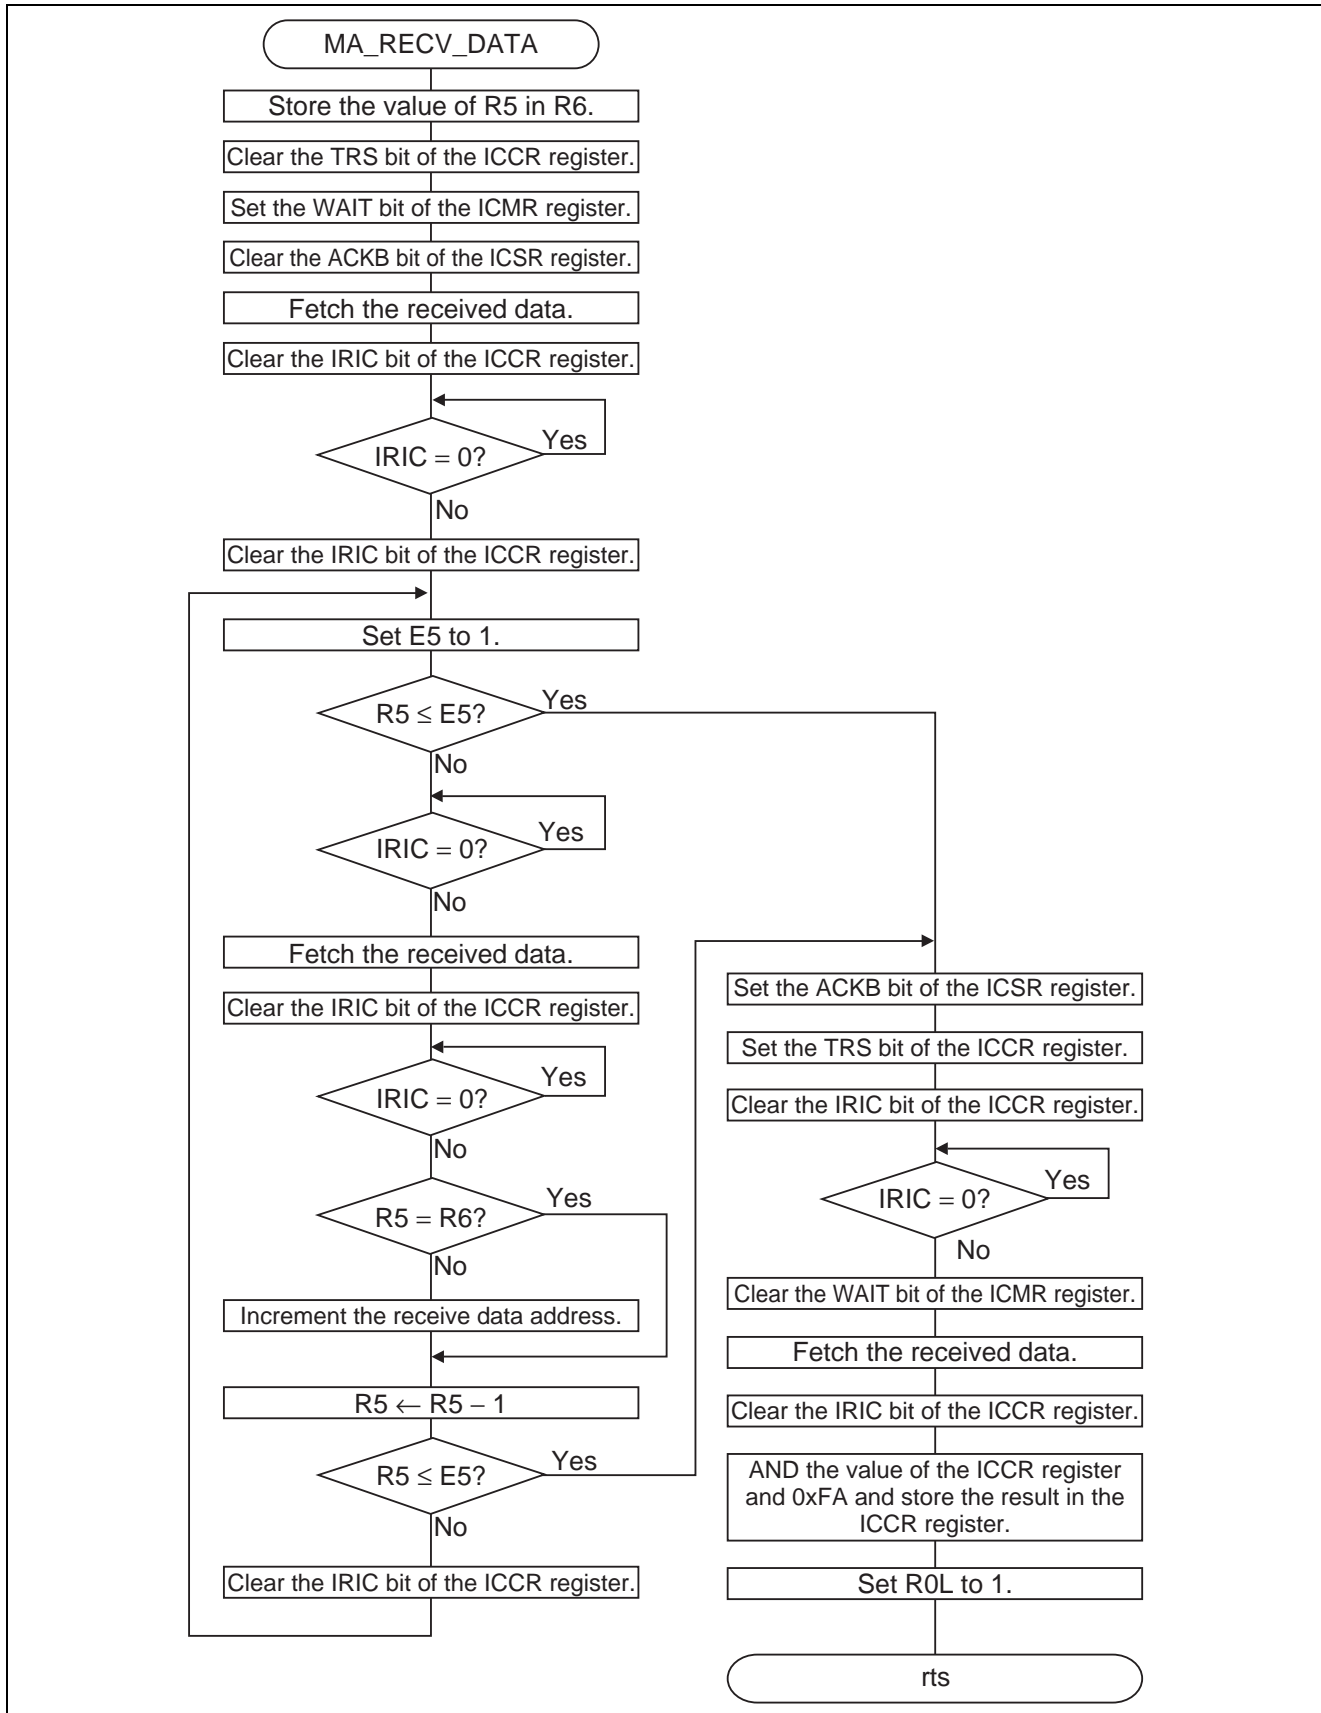 MA_RECV_DATA
Store the value of R5 in R6.
Clear the TRS bit of the ICCR register.
Set the WAIT bit of the ICMR register.
Clear the ACKB bit of the ICSR register.
Fetch the received data.
Clear the IRIC bit of the ICCR register.
IRIC = 0?
Yes
No
Clear the IRIC bit of the ICCR register.
Set E5 to 1.
R5 ≤ E5?
Yes
No
IRIC = 0?
Yes
No
Fetch the received data.
Clear the IRIC bit of the ICCR register.
IRIC = 0?
Yes
No
R5 = R6?
Yes
No
Increment the receive data address.
R5 ← R5 − 1
R5 ≤ E5?
Yes
No
Clear the IRIC bit of the ICCR register.
Set the ACKB bit of the ICSR register.
Set the TRS bit of the ICCR register.
Clear the IRIC bit of the ICCR register.
IRIC = 0?
Yes
No
Clear the WAIT bit of the ICMR register.
Fetch the received data.
Clear the IRIC bit of the ICCR register.
AND the value of the ICCR register
and 0xFA and store the result in the
ICCR register.
Set R0L to 1.
rts